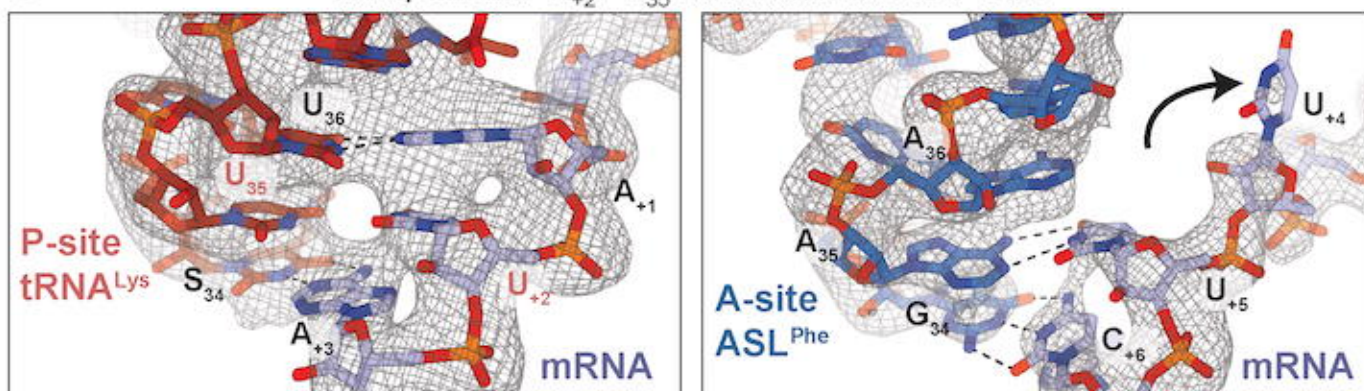 U36
U35
A+1
P-site
tRNALys
S34
U+2
A+3
mRNA
U+4
A36
A35
A-site
ASLPhe
G34
U+5
C+6
mRNA